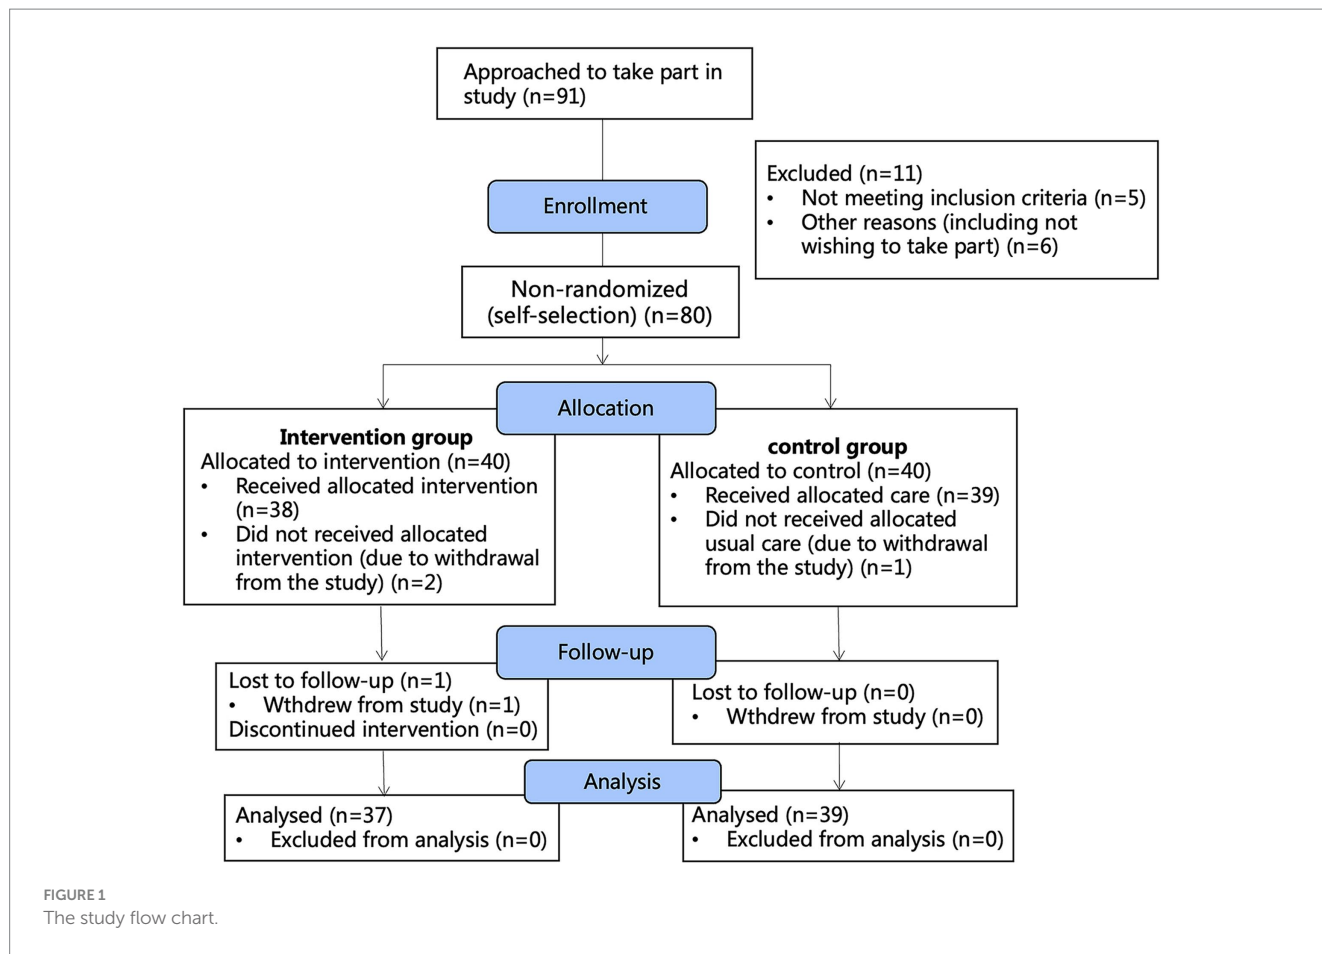 Approached to take part in
study (n=91)
Excluded (n=11)
• Not meeting inclusion criteria (n=5)
• Other reasons (including not
wishing to take part) (n=6)
Enrollment
Non-randomized
(self-selection) (n=80)
Allocation
Intervention group
Allocated to intervention (n=40)
• Received allocated intervention
(n=38)
• Did not received allocated
intervention (due to withdrawal
from the study) (n=2)
control group
Allocated to control (n=40)
• Received allocated care (n=39)
• Did not received allocated
usual care (due to withdrawal
from the study) (n=1)
Follow-up
Lost to follow-up (n=1)
• Wthdrew from study (n=1)
Discontinued intervention (n=0)
Lost to follow-up (n=0)
• Wthdrew from study (n=0)
Analysis
Analysed (n=37)
• Excluded from analysis (n=0)
Analysed (n=39)
• Excluded from analysis (n=0)
FIGURE 1
The study flow chart.